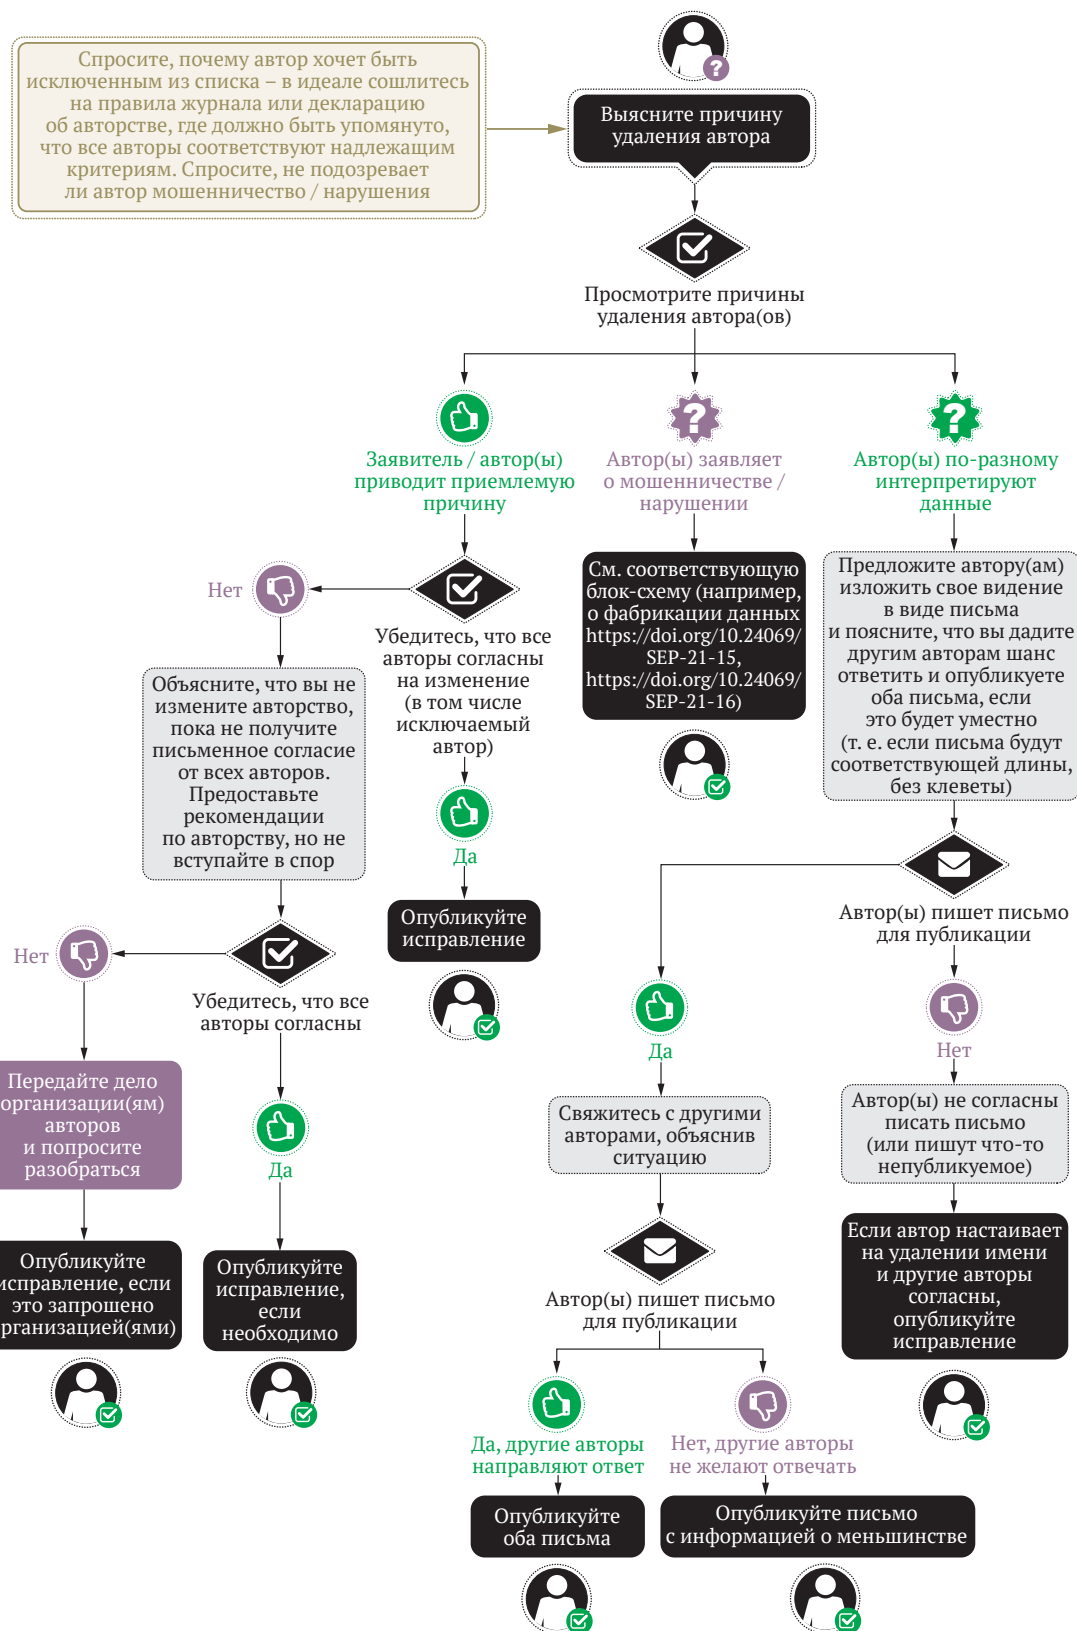 Спросите, почему автор хочет быть
исключенным из списка – в идеале сошлитесь
на правила журнала или декларацию
об авторстве, где должно быть упомянуто,
что все авторы соответствуют надлежащим
критериям. Спросите, не подозревает
ли автор мошенничество / нарушения
?
Выясните причину
удаления автора
Просмотрите причины
удаления автора(ов)
Заявитель / автор(ы)
приводит приемлемую
причину
?
Автор(ы) заявляет
о мошенничестве /
нарушении
?
Автор(ы) по-разному
интерпретируют
данные
Нет
Убедитесь, что все
авторы согласны
на изменение
(в том числе
исключаемый
автор)
См. соответствующую
блок-схему (например,
о фабрикации данных
https://doi.org/10.24069/
SEP-21-15,
https://doi.org/10.24069/
SEP-21-16)
Предложите автору(ам)
изложить свое видение
в виде письма
и поясните, что вы дадите
другим авторам шанс
ответить и опубликуете
оба письма, если
это будет уместно
(т. е. если письма будут
соответствующей длины,
без клеветы)
Объясните, что вы не
измените авторство,
пока не получите
письменное согласие
от всех авторов.
Предоставьте
рекомендации
по авторству, но не
вступайте в спор
Да
Опубликуйте
исправление
Автор(ы) пишет письмо
для публикации
Нет
Убедитесь, что все
авторы согласны
Да
Нет
Передайте дело
организации(ям)
авторов
и попросите
разобраться
Да
Свяжитесь с другими
авторами, объяснив
ситуацию
Автор(ы) не согласны
писать письмо
(или пишут что-то
непубликуемое)
Опубликуйте
исправление, если
это запрошено
организацией(ями)
Опубликуйте
исправление,
если
необходимо
Автор(ы) пишет письмо
для публикации
Если автор настаивает
на удалении имени
и другие авторы
согласны,
опубликуйте
исправление
Да, другие авторы
направляют ответ
Нет, другие авторы
не желают отвечать
Опубликуйте
оба письма
Опубликуйте письмо
с информацией о меньшинстве